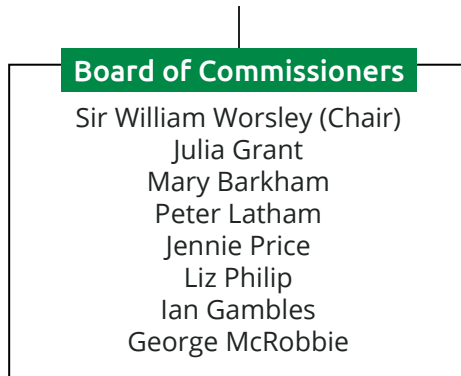 Board of Commissioners
Sir William Worsley (Chair)
Julia Grant
Mary Barkham
Peter Latham
Jennie Price
Liz Philip
Ian Gambles
George McRobbie